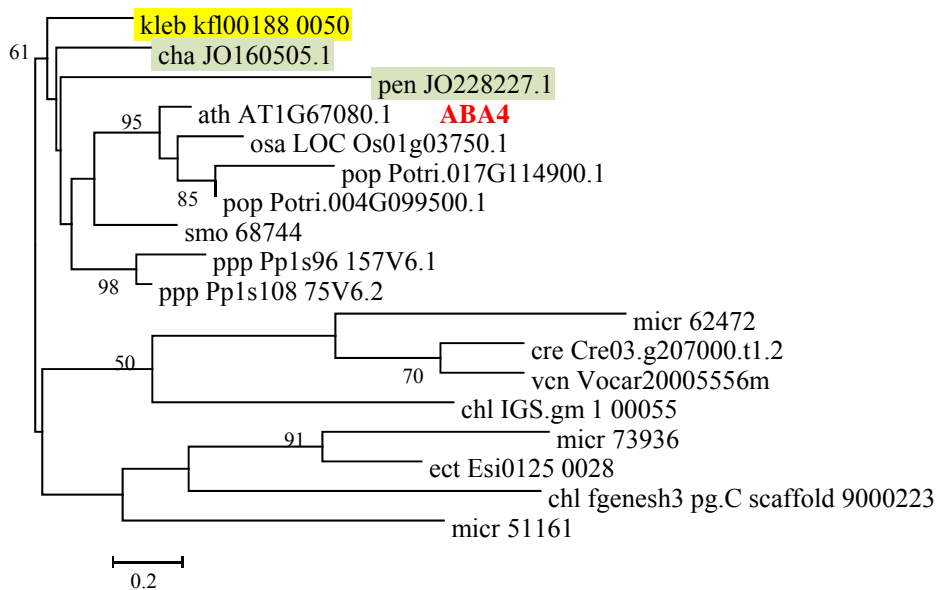 kleb kfl00188 0050
61
cha JO160505.1
pen JO228227.1
95
ath AT1G67080.1 ABA4
osa LOC Os01g03750.1
pop Potri.017G114900.1
85
pop Potri.004G099500.1
smo 68744
ppp Pp1s96 157V6.1
98
ppp Pp1s108 75V6.2
micr 62472
cre Cre03.g207000.t1.2
50
70
vcn Vocar20005556m
chl IGS.gm 1 00055
91
micr 73936
ect Esi0125 0028
chl fgenesh3 pg.C scaffold 9000223
micr 51161
0.2